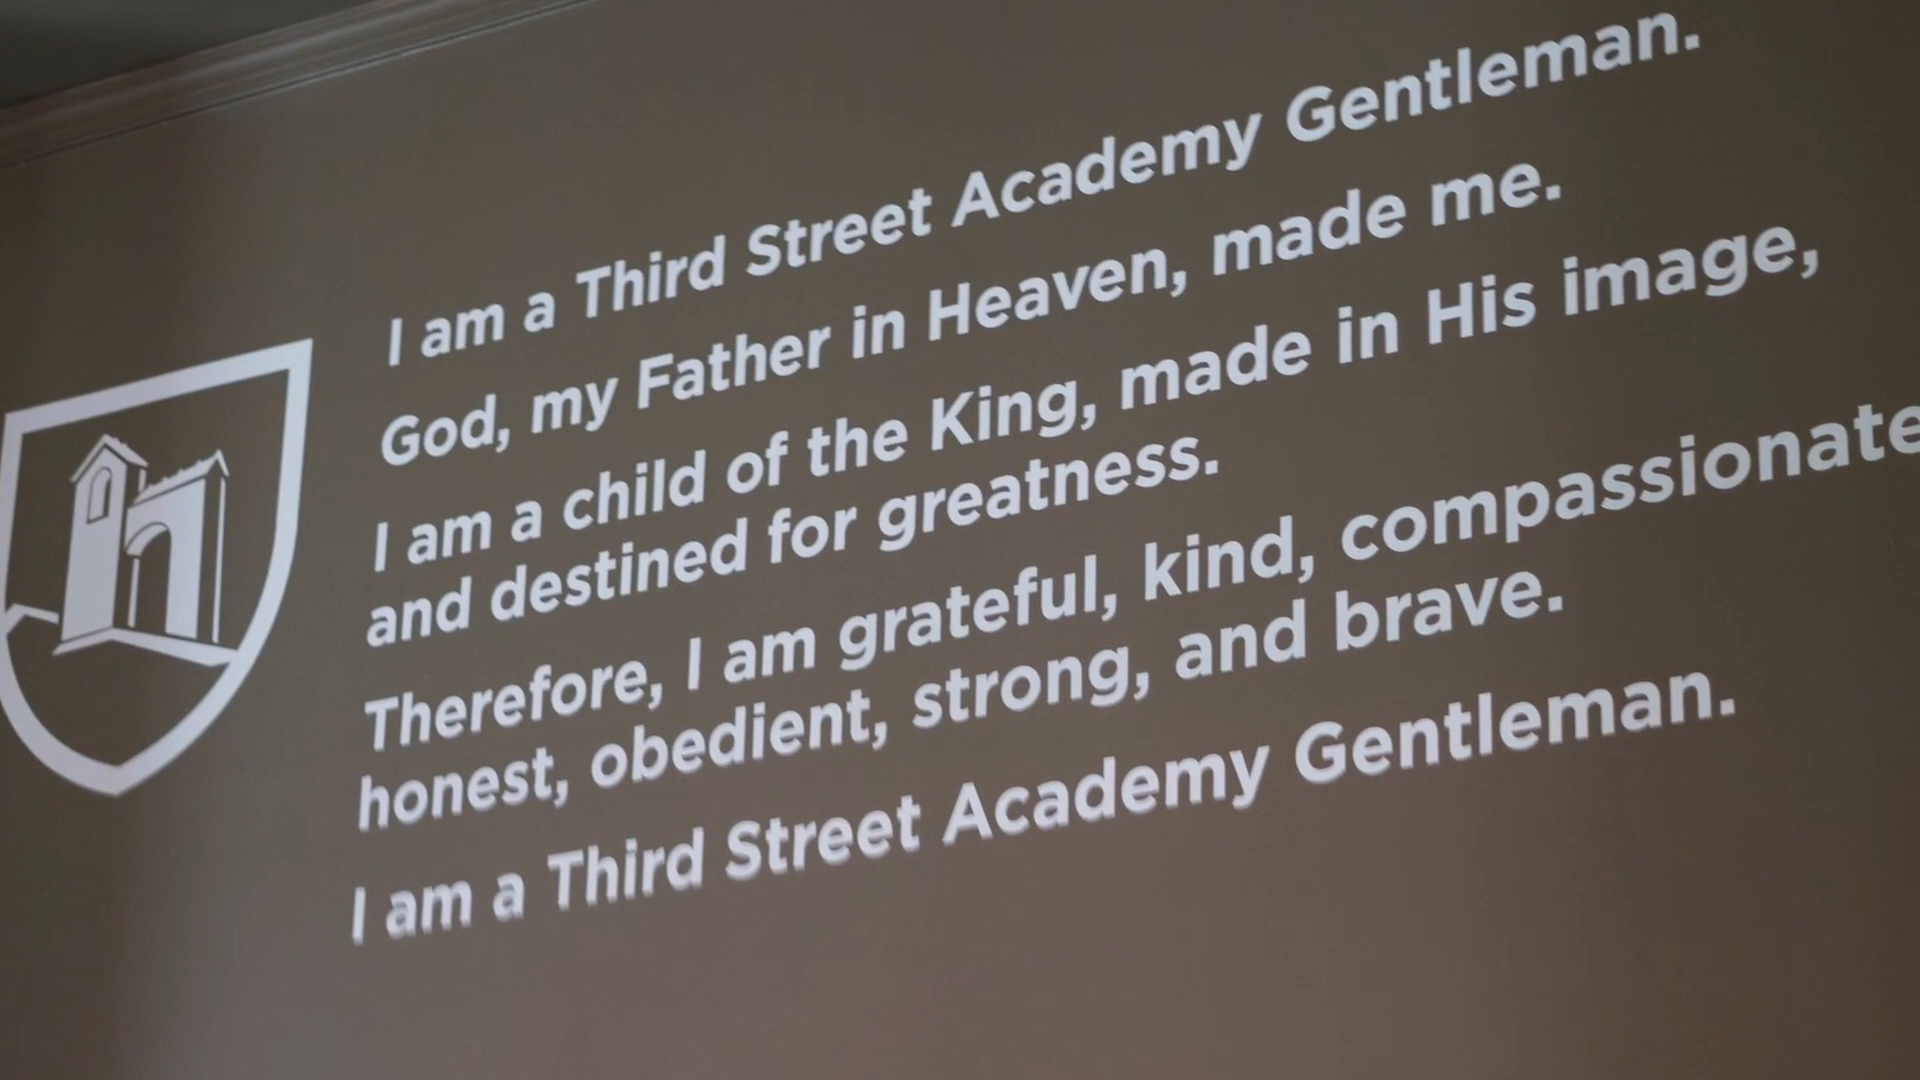 I am a Third Street Academy Gentleman.
God, my Father in Heaven, made me.
I am a child of the King, made in His image,
and destined for greatness.
Therefore, I am grateful, kind, compassionate
honest, obedient, strong, and brave.
I am a Third Street Academy Gentleman.